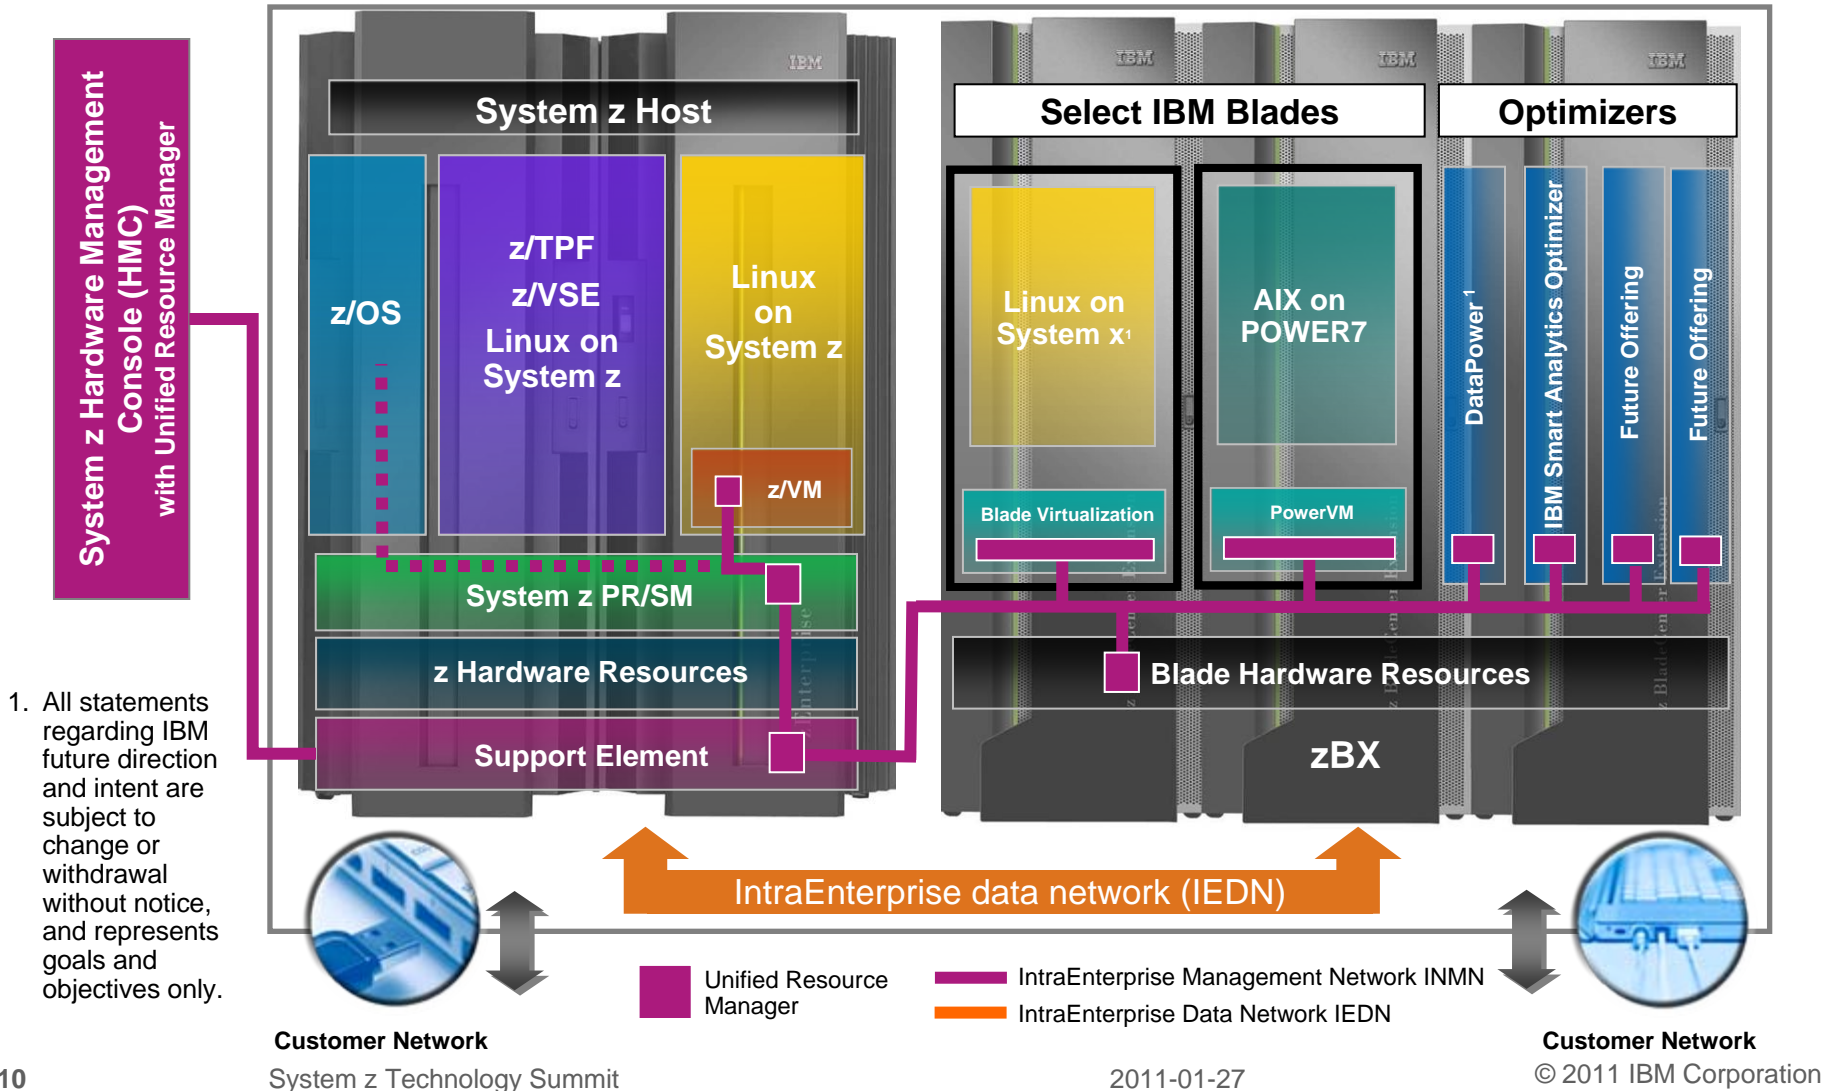 System z Hardware Management
Console (HMC)
with Unified Resource Manager
IBM
System z Host
z/OS
z/TPF
z/VSE
Linux on
System z
Linux
on
System z
z/VM
System z PR/SM
z Hardware Resources
Support Element
Enterprise
IBM
IBM
IBM
Select IBM Blades
Optimizers
Linux on
System x1
AIX on
POWER7
Blade Virtualization
PowerVM
DataPower 1
IBM Smart Analytics Optimizer
Future Offering
Future Offering
Blade Hardware Resources
zBX
1. All statements
regarding IBM
future direction
and intent are
subject to
change or
withdrawal
without notice,
and represents
goals and
objectives only.
IntraEnterprise data network (IEDN)
Unified Resource
Manager
IntraEnterprise Management Network INMN
IntraEnterprise Data Network IEDN
Customer Network
Customer Network
10
System z Technology Summit
2011-01-27
© 2011 IBM Corporation